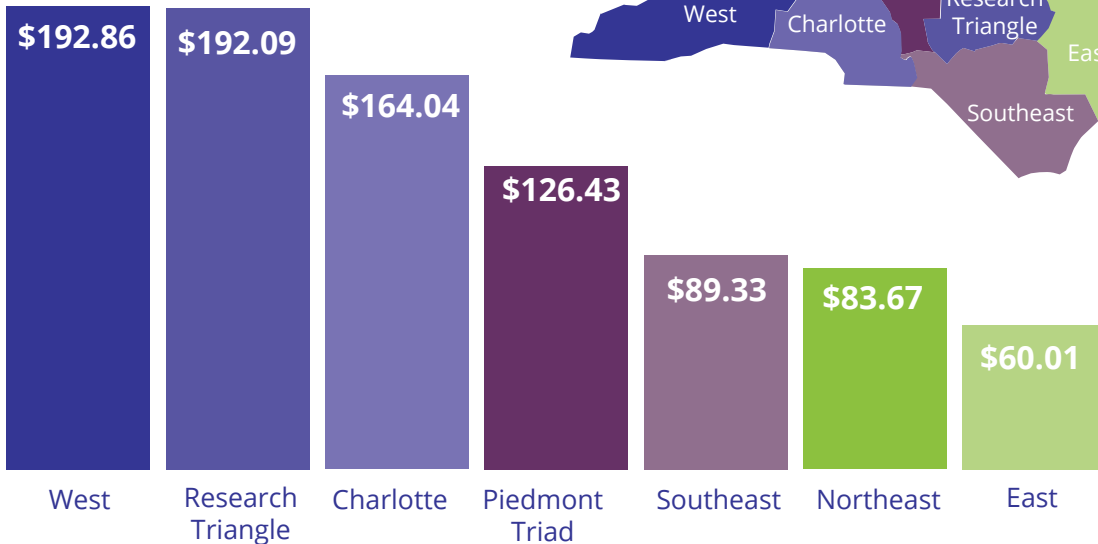 $192.86
$192.09
$164.04
$126.43
$89.33
$83.67
$60.01
West
Charlotte
Research
Triangle
Eas
Southeast
West
Research
Triangle
Charlotte
Piedmont
Triad
Southeast
Northeast
East